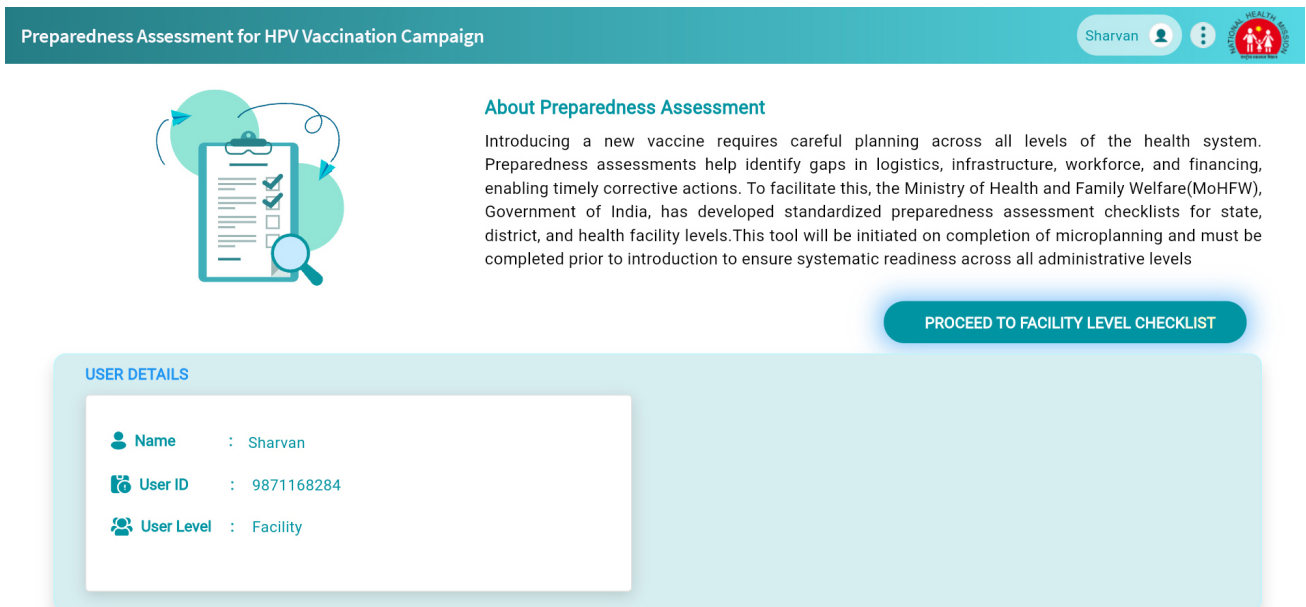 Preparedness Assessment for HPV Vaccination Campaign
Sharvan
NATIONAL HEALTH MISSION
About Preparedness Assessment
Introducing a new vaccine requires careful planning across all levels of the health system.
Preparedness assessments help identify gaps in logistics, infrastructure, workforce, and financing,
enabling timely corrective actions. To facilitate this, the Ministry of Health and Family Welfare(MoHFW),
Government of India, has developed standardized preparedness assessment checklists for state,
district, and health facility levels.This tool will be initiated on completion of microplanning and must be
completed prior to introduction to ensure systematic readiness across all administrative levels
PROCEED TO FACILITY LEVEL CHECKLIST
USER DETAILS
Name : Sharvan
User ID : 9871168284
User Level : Facility